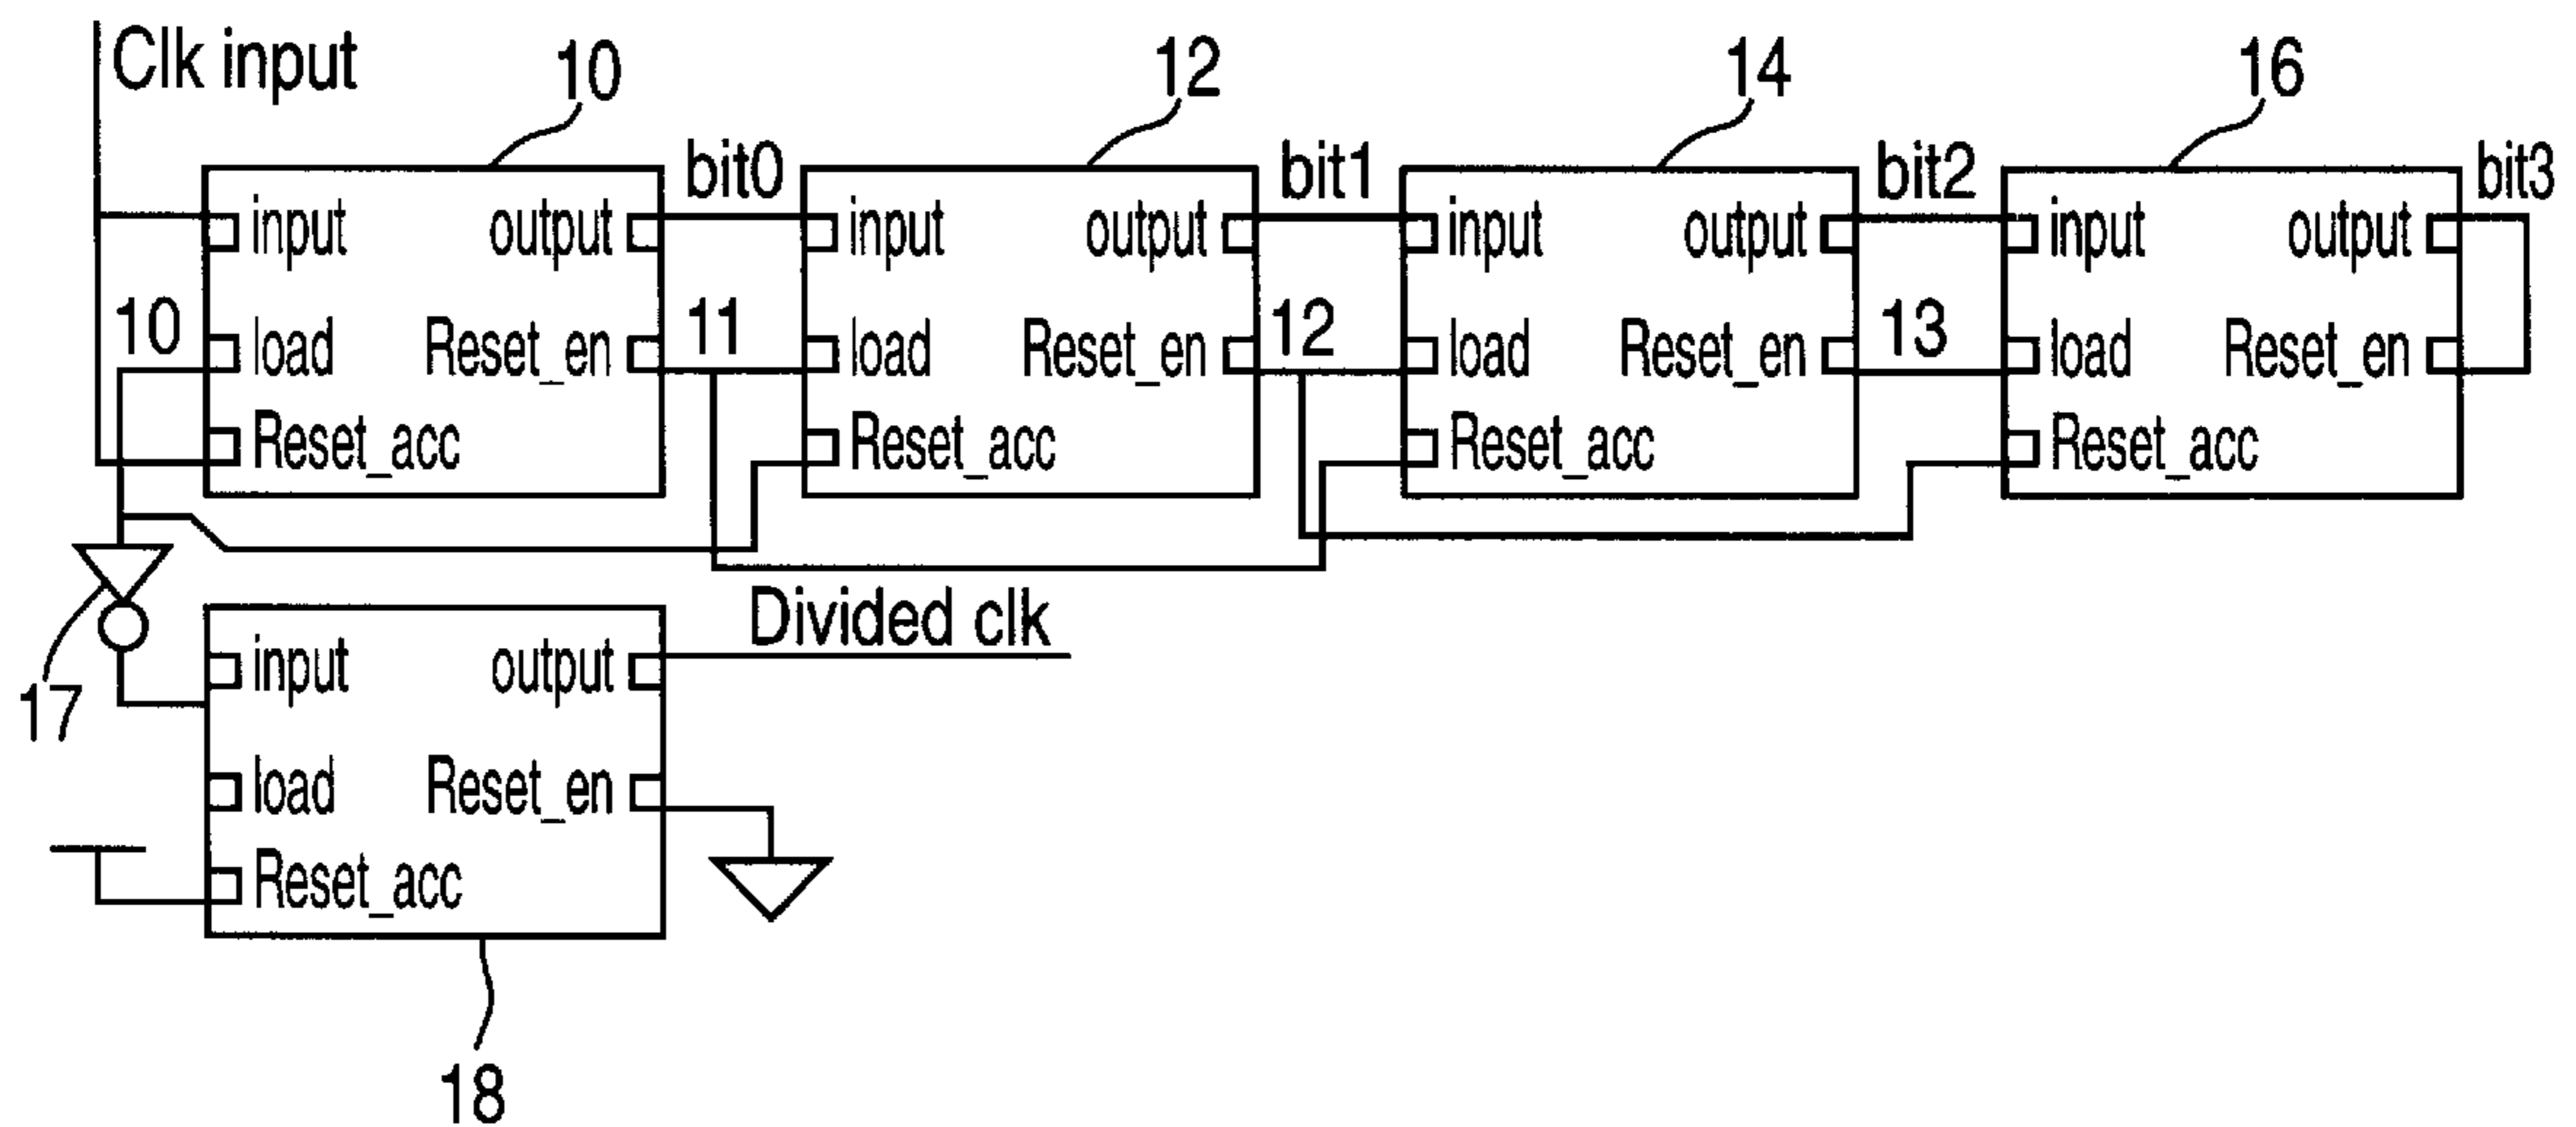 Clk input
10
12
14
16
bit0
bit1
bit2
bit3
input
output
input
output
input
output
input
output
10
load
Reset_en
11
load
Reset_en
12
load
Reset_en
13
load
Reset_en
Reset_acc
Reset_acc
Reset_acc
Reset_acc
17
Divided clk
input
output
load
Reset_en
Reset_acc
18